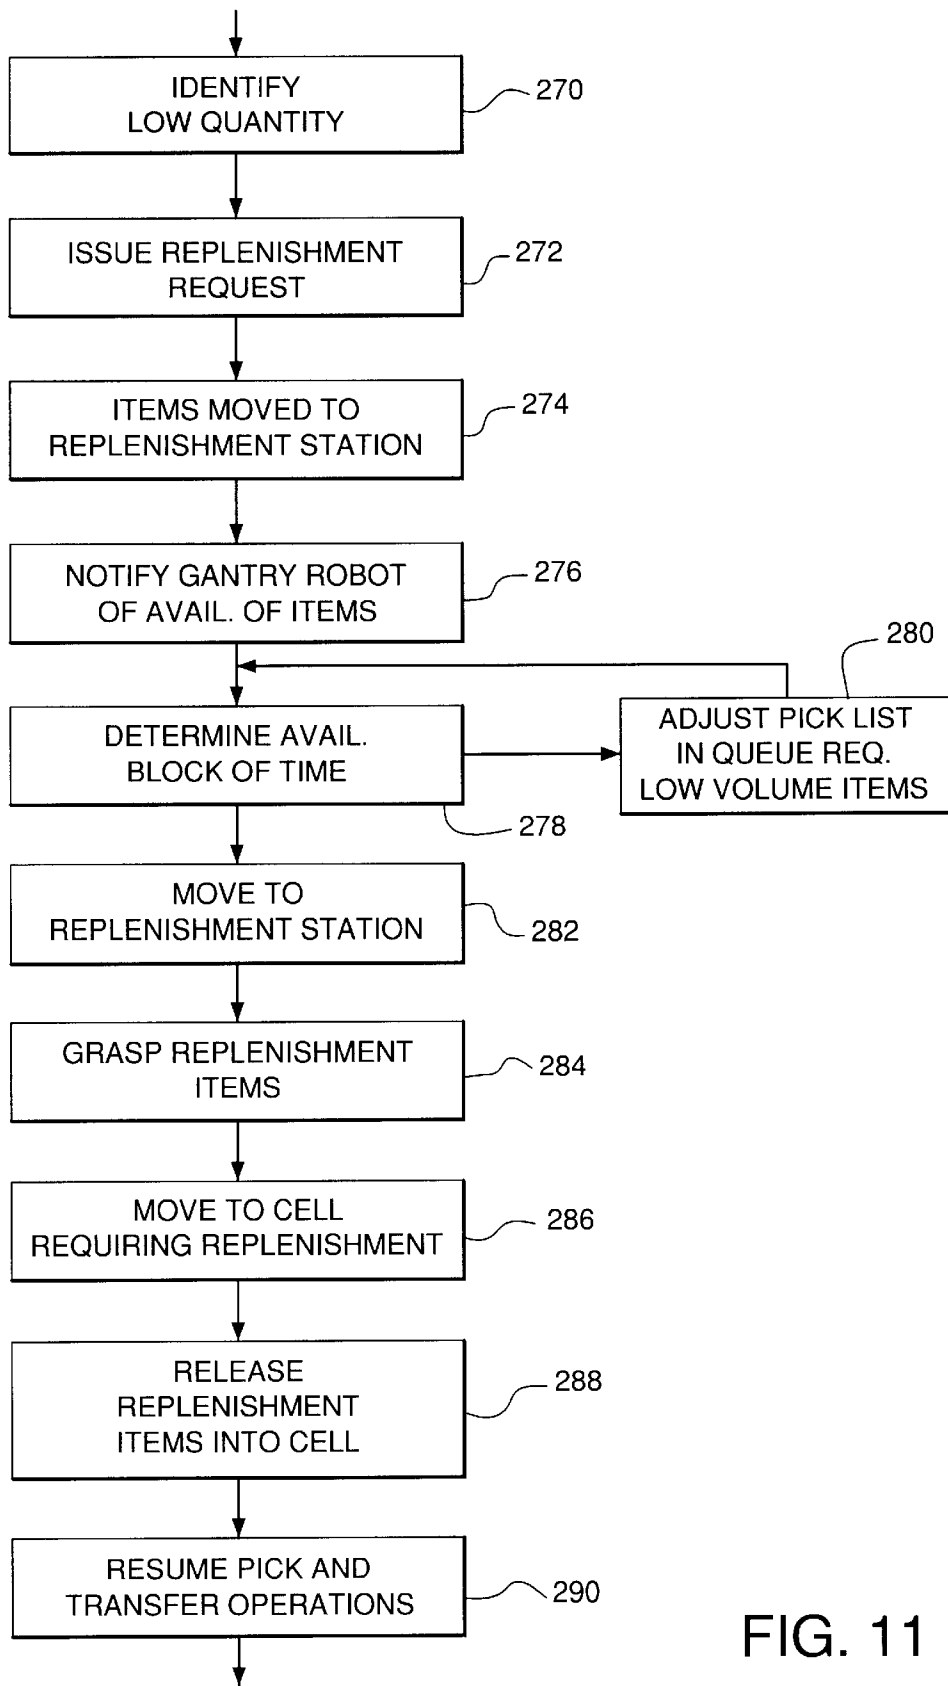 IDENTIFY
LOW QUANTITY
270
ISSUE REPLENISHMENT
REQUEST
272
ITEMS MOVED TO
REPLENISHMENT STATION
274
NOTIFY GANTRY ROBOT
OF AVAIL. OF ITEMS
276
DETERMINE AVAIL.
BLOCK OF TIME
278
280
ADJUST PICK LIST
IN QUEUE REQ.
LOW VOLUME ITEMS
MOVE TO
REPLENISHMENT STATION
282
GRASP REPLENISHMENT
ITEMS
284
MOVE TO CELL
REQUIRING REPLENISHMENT
286
RELEASE
REPLENISHMENT
ITEMS INTO CELL
288
RESUME PICK AND
TRANSFER OPERATIONS
290
FIG. 11